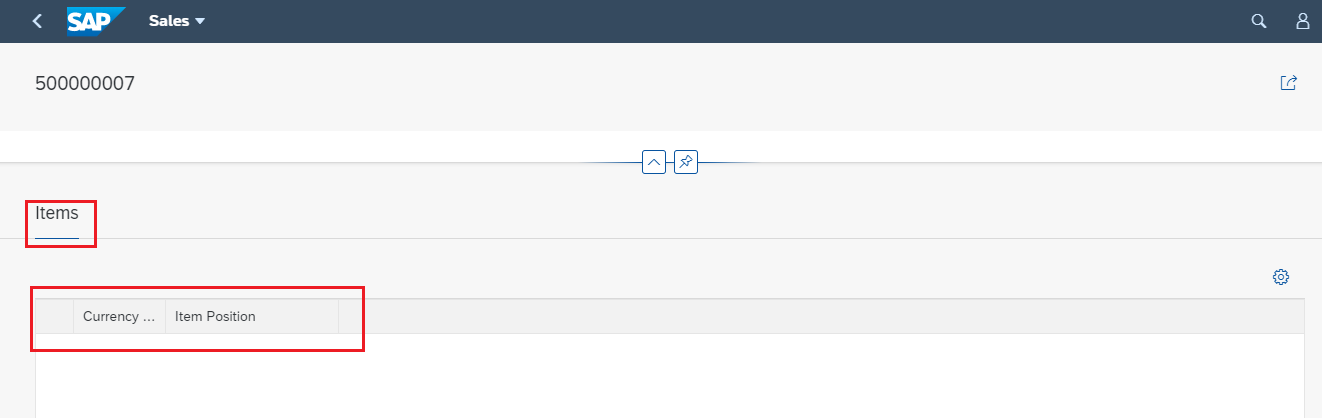 SAP Sales
500000007
Items
Currency ... Item Position